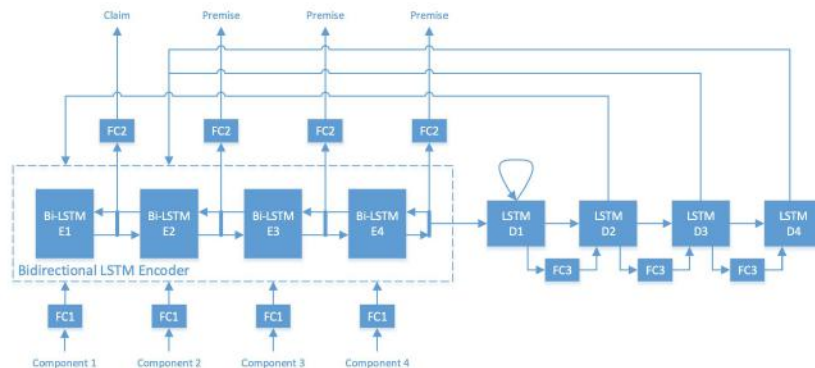 Claim Premise Premise Premise
FC2 FC2 FC2 FC2
Bi-LSTM E1
Bi-LSTM E2
Bi-LSTM E3
Bi-LSTM E4
LSTM D1
LSTM D2
LSTM D3
LSTM D4
Bidirectional LSTM Encoder
FC3 FC3 FC3
FC1 FC1 FC1 FC1
Component 1 Component 2 Component 3 Component 4